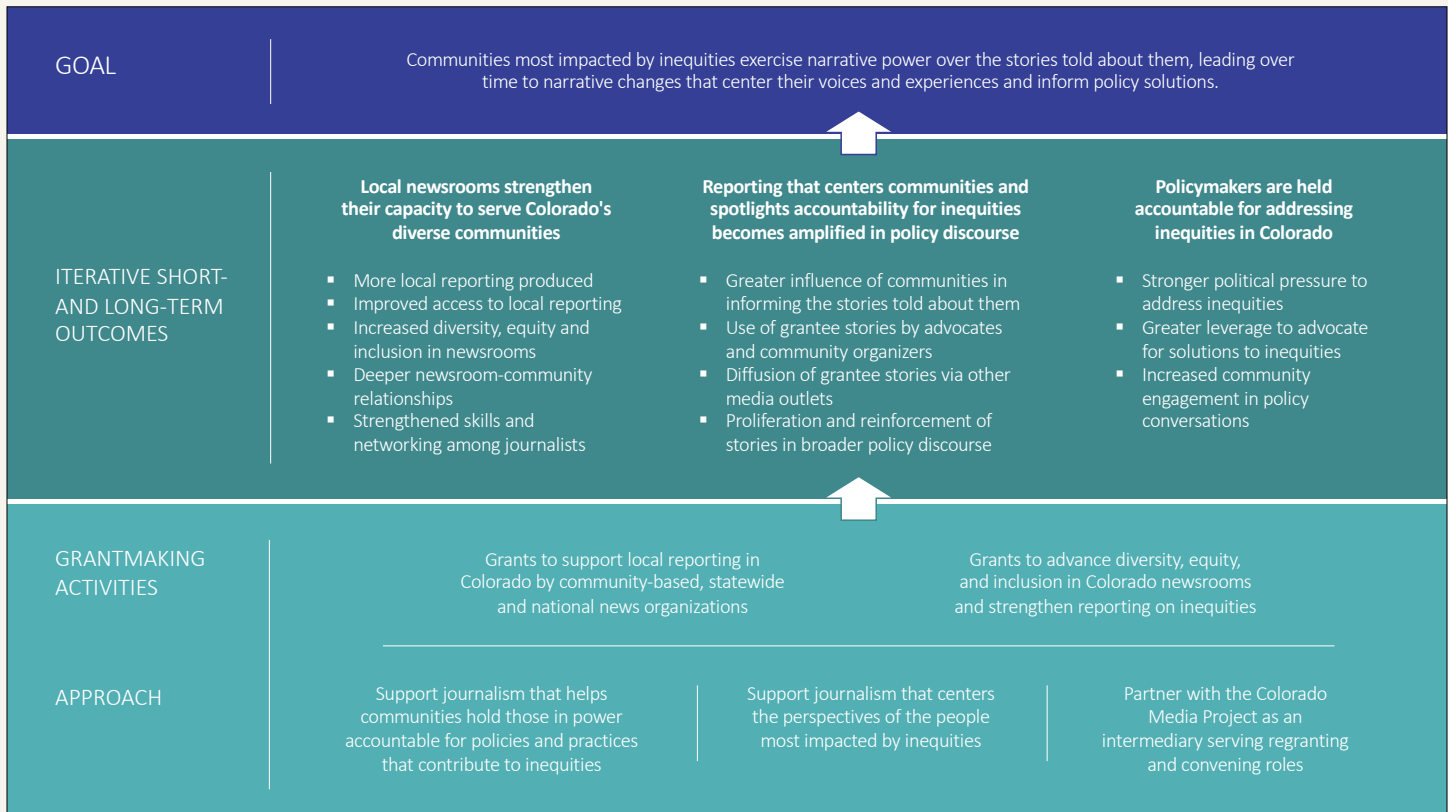 GOAL
Communities most impacted by inequities exercise narrative power over the stories told about them, leading over
time to narrative changes that center their voices and experiences and inform policy solutions.
ITERATIVE SHORT-
AND LONG-TERM
OUTCOMES
Local newsrooms strengthen
their capacity to serve Colorado's
diverse communities
▪ More local reporting produced
▪ Improved access to local reporting
▪ Increased diversity, equity and
inclusion in newsrooms
▪ Deeper newsroom-community
relationships
▪ Strengthened skills and
networking among journalists
Reporting that centers communities and
spotlights accountability for inequities
becomes amplified in policy discourse
▪ Greater influence of communities in
informing the stories told about them
▪ Use of grantee stories by advocates
and community organizers
▪ Diffusion of grantee stories via other
media outlets
▪ Proliferation and reinforcement of
stories in broader policy discourse
Policymakers are held
accountable for addressing
inequities in Colorado
▪ Stronger political pressure to
address inequities
▪ Greater leverage to advocate
for solutions to inequities
▪ Increased community
engagement in policy
conversations
GRANTMAKING
ACTIVITIES
Grants to support local reporting in
Colorado by community-based, statewide
and national news organizations
Grants to advance diversity, equity,
and inclusion in Colorado newsrooms
and strengthen reporting on inequities
APPROACH
Support journalism that helps
communities hold those in power
accountable for policies and practices
that contribute to inequities
Support journalism that centers
the perspectives of the people
most impacted by inequities
Partner with the Colorado
Media Project as an
intermediary serving regranting
and convening roles